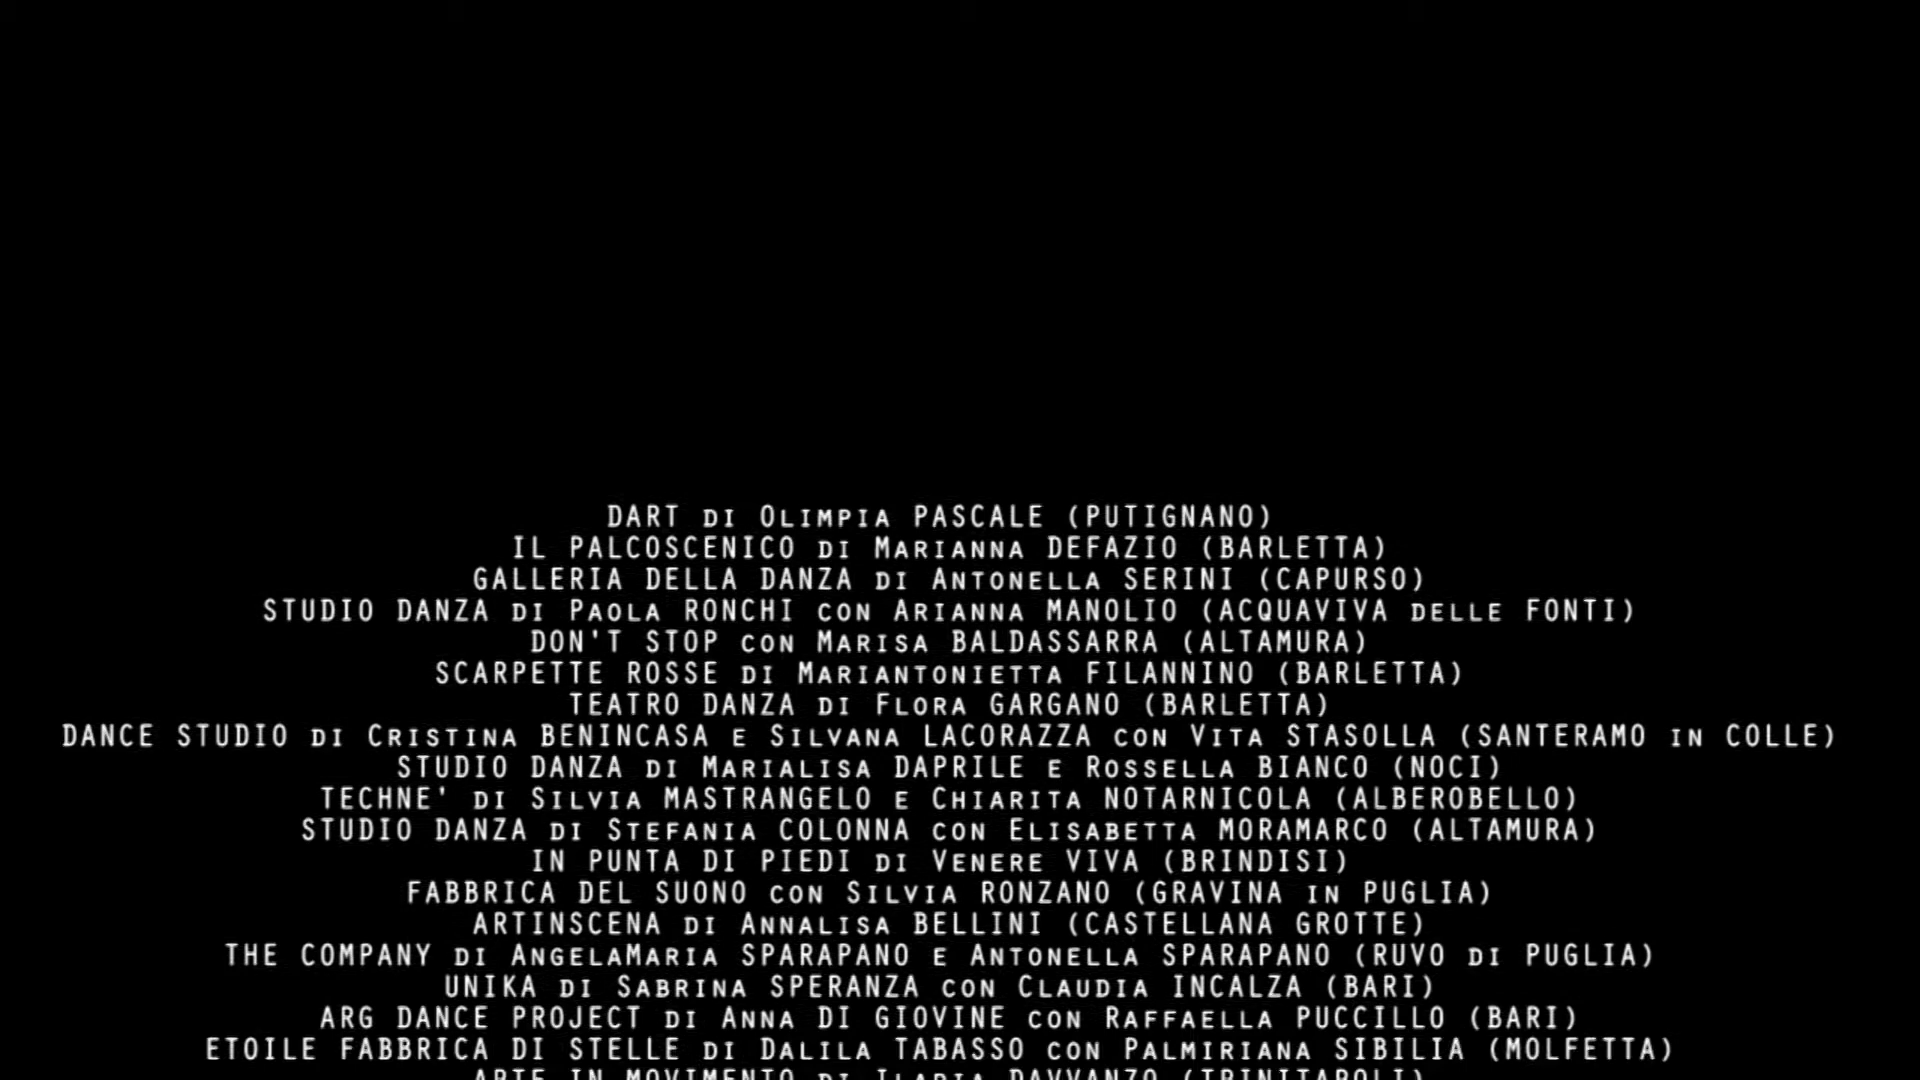 DART DI OLIMPIA PASCALE (PUTIGNANO)
IL PALCOSCENICO DI MARIANNA DEFAZIO (BARLETTA)
GALLERIA DELLA DANZA DI ANTONELLA SERINI (CAPURSO)
STUDIO DANZA DI PAOLA RONCHI CON ARIANNA MANOLIO (ACQUAVIVA DELLE FONTI)
DON'T STOP CON MARISA BALDASSARRA (ALTAMURA)
SCARPETTE ROSSE DI MARIANTONIETTA FILANNINO (BARLETTA)
TEATRO DANZA DI FLORA GARGANO (BARLETTA)
DANCE STUDIO DI CRISTINA BENINCASA E SILVANA LACORAZZA CON VITA STASOLLA (SANTERAMO IN COLLE)
STUDIO DANZA DI MARIALISA DAPRILE E ROSSELLA BIANCO (NOCI)
TECHNE' DI SILVIA MASTRANGELO E CHIARITA NOTARNICOLA (ALBEROBELLO)
STUDIO DANZA DI STEFANIA COLONNA CON ELISABETTA MORAMARCO (ALTAMURA)
IN PUNTA DI PIEDI DI VENERE VIVA (BRINDISI)
FABBRICA DEL SUONO CON SILVIA RONZANO (GRAVINA IN PUGLIA)
ARTINSCENA DI ANNALISA BELLINI (CASTELLANA GROTTE)
THE COMPANY DI ANGELAMARIA SPARAPANO E ANTONELLA SPARAPANO (RUVO DI PUGLIA)
UNIKA DI SABRINA SPERANZA CON CLAUDIA INCALZA (BARI)
ARG DANCE PROJECT DI ANNA DI GIOVINE CON RAFFAELLA PUCCILLO (BARI)
ETOILE FABBRICA DI STELLE DI DALILA TABASSO CON PALMIRIANA SIBILIA (MOLFETTA)
ARTE IN MOVIMENTO DI ILARIA DAVVANZO (TRINITAPOLI)